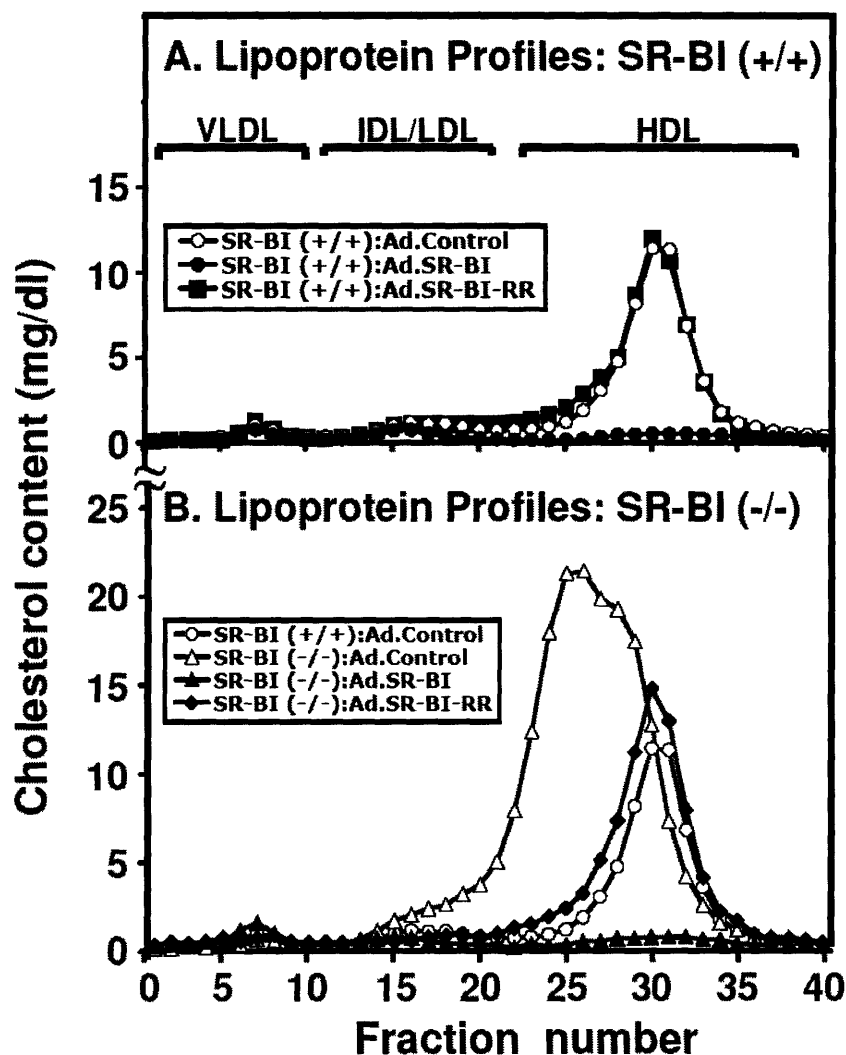 A. Lipoprotein Profiles: SR-BI (+/+)
VLDL IDL/LDL HDL
15
SR-BI (+/+):Ad.Control
SR-BI (+/+):Ad.SR-BI
SR-BI (+/+):Ad.SR-BI-RR
10
5
0
Cholesterol content (mg/dl)
B. Lipoprotein Profiles: SR-BI (-/-)
25
20
SR-BI (+/+):Ad.Control
SR-BI (-/-):Ad.Control
SR-BI (-/-):Ad.SR-BI
SR-BI (-/-):Ad.SR-BI-RR
15
10
5
0
0 5 10 15 20 25 30 35 40
Fraction number